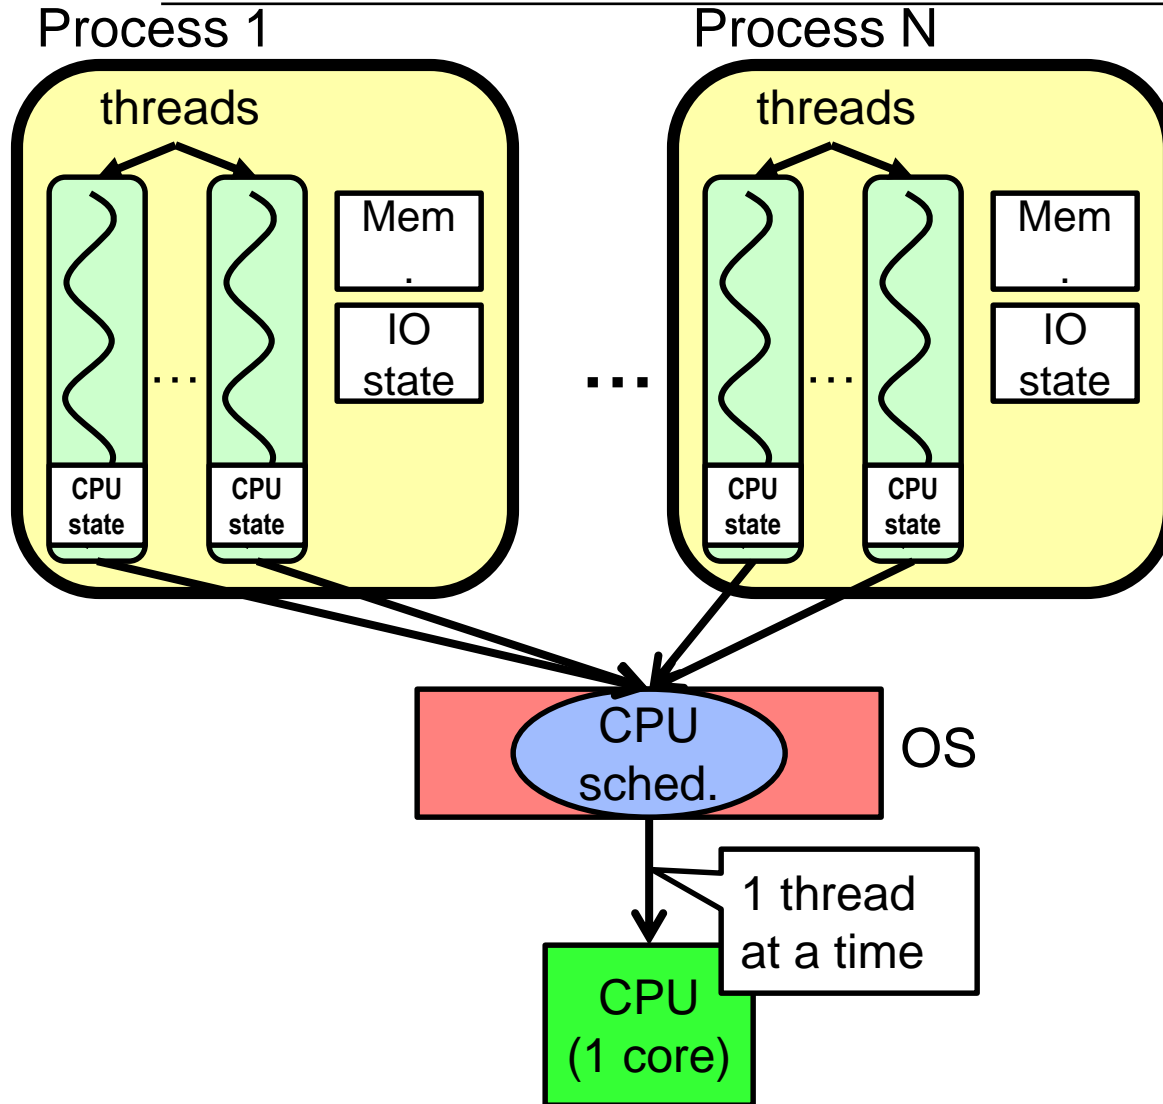 Process 1
Process N
threads
threads
Mem
.
IO
state
...
CPU
state
CPU
state
...
Mem
.
IO
state
...
CPU
state
CPU
state
CPU
sched.
OS
1 thread
at a time
CPU
(1 core)